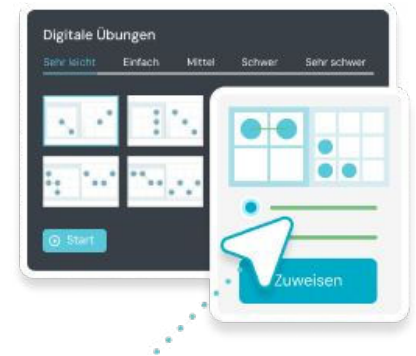 Digitale Übungen
Sehr leicht Einfach Mittel Schwer Sehr schwer
Start
Zuweisen